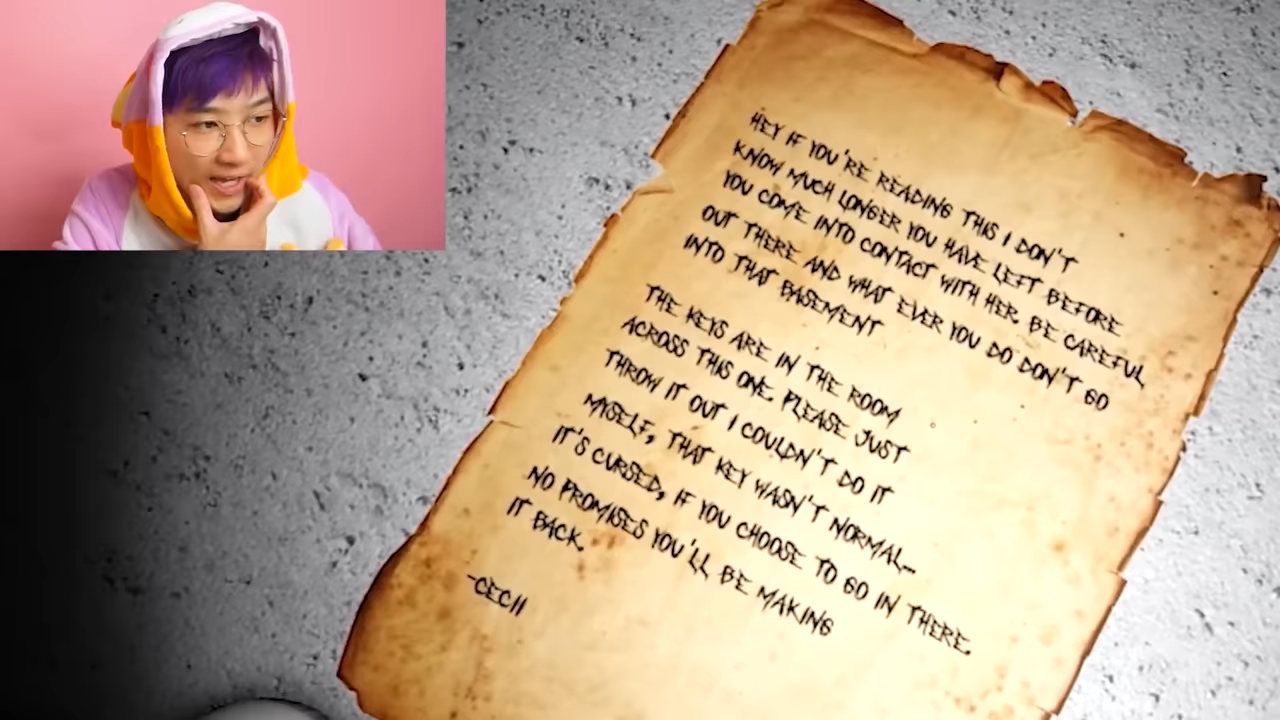 HEY IF YOU'RE READING THIS I DON'T
KNOW MUCH LONGER YOU HAVE LEFT BEFORE
YOU COME INTO CONTACT WITH HER. BE CAREFUL
OUT THERE AND WHAT EVER YOU DO DON'T GO
INTO THAT BASEMENT
THE KEYS ARE IN THE ROOM
ACROSS THIS ONE. PLEASE JUST
THROW IT OUT I COULDN'T DO IT
MYSELF, THAT KEY WASN'T NORMAL...
IT'S CURSED, IF YOU CHOOSE TO GO IN THERE.
NO PROMISES YOU'LL BE MAKING
IT BACK.
-CECII